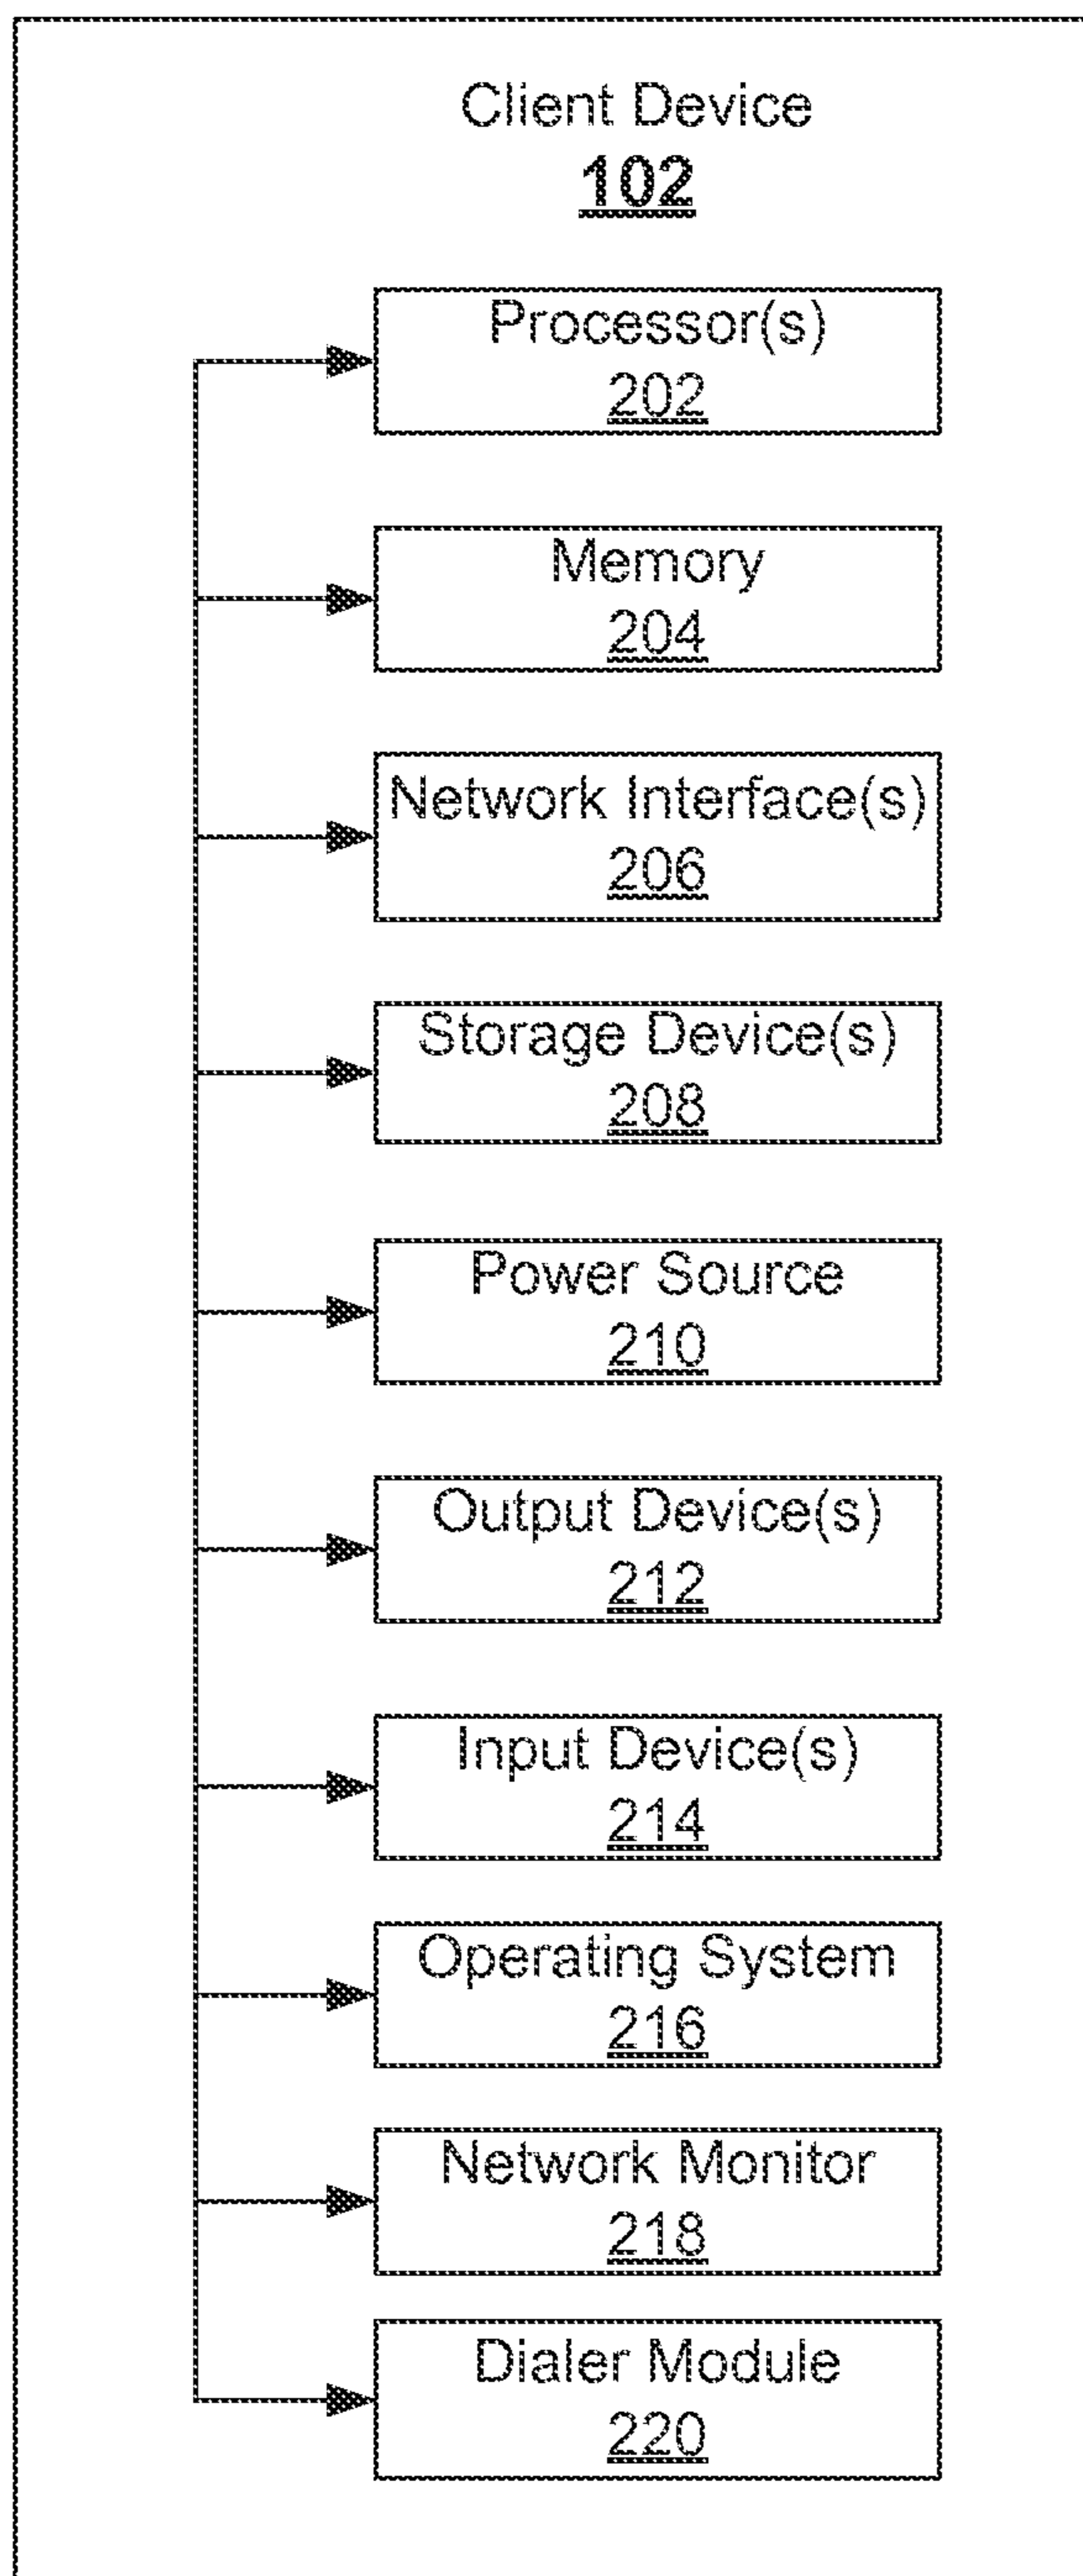 Client Device
102
Processor(s)
202
Memory
204
Network Interface(s)
206
Storage Device(s)
208
Power Source
210
Output Device(s)
212
Input Device(s)
214
Operating System
216
Network Monitor
218
Dialer Module
220